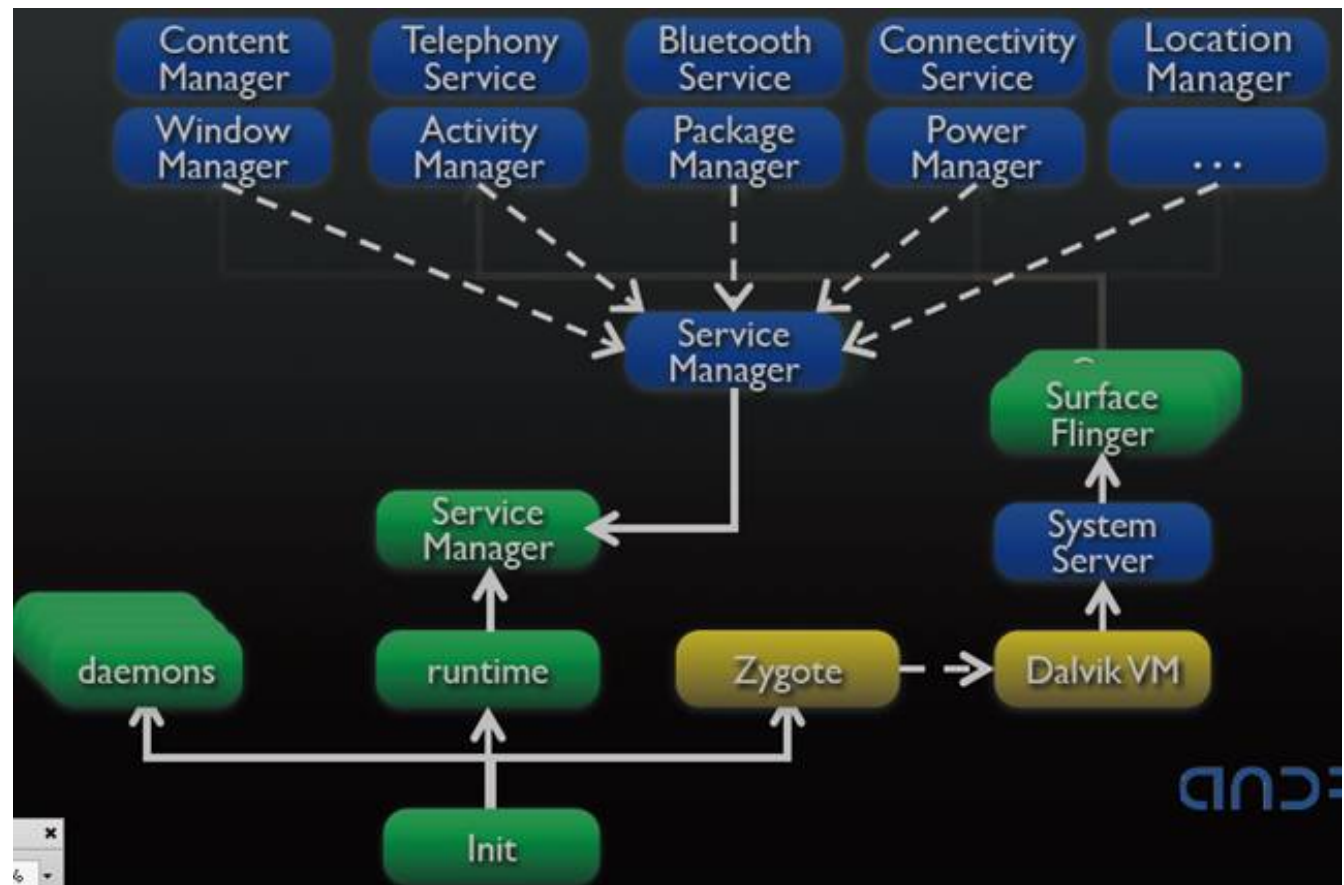 Content
Manager
Telephony
Service
Bluetooth
Service
Connectivity
Service
Location
Manager
Window
Manager
Activity
Manager
Package
Manager
Power
Manager
...
Service
Manager
Surface
Flinger
Service
Manager
System
Server
daemons
runtime
Zygote
Dalvik VM
Init